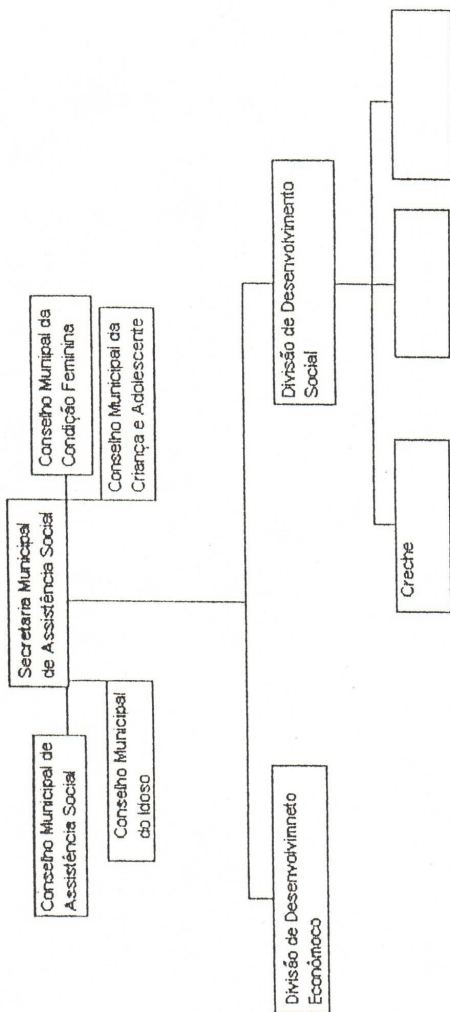 Secretaria Municipal
de Assistência Social
Conselho Municipal de
Assistência Social
Conselho Munipal da
Condição Feminina
Conselho Municipal
do Idoso
Conselho Municipal da
Criança e Adolescente
Divisão de Desenvolvimneto
Econômoco
Divisão de Desenvolvimento
Social
Creche